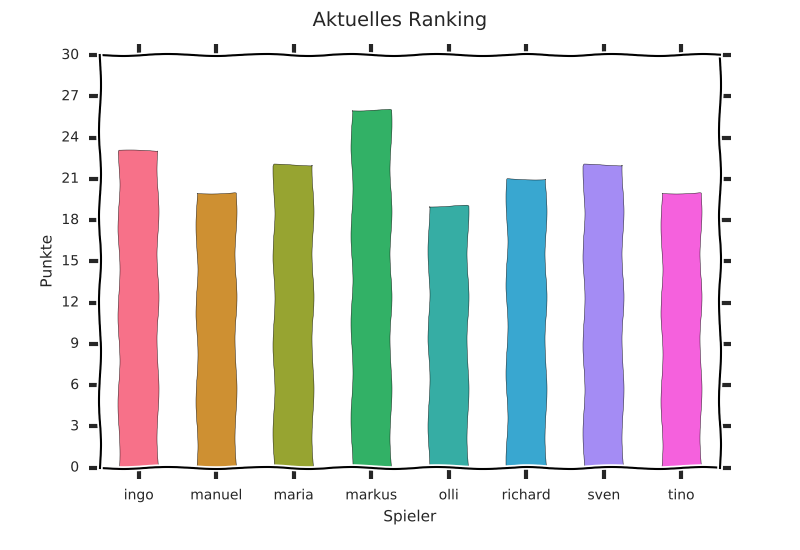 Aktuelles Ranking
30
27
24
21
18
15
12
9
6
3
0
Punkte
ingo manuel maria markus olli richard sven tino
Spieler